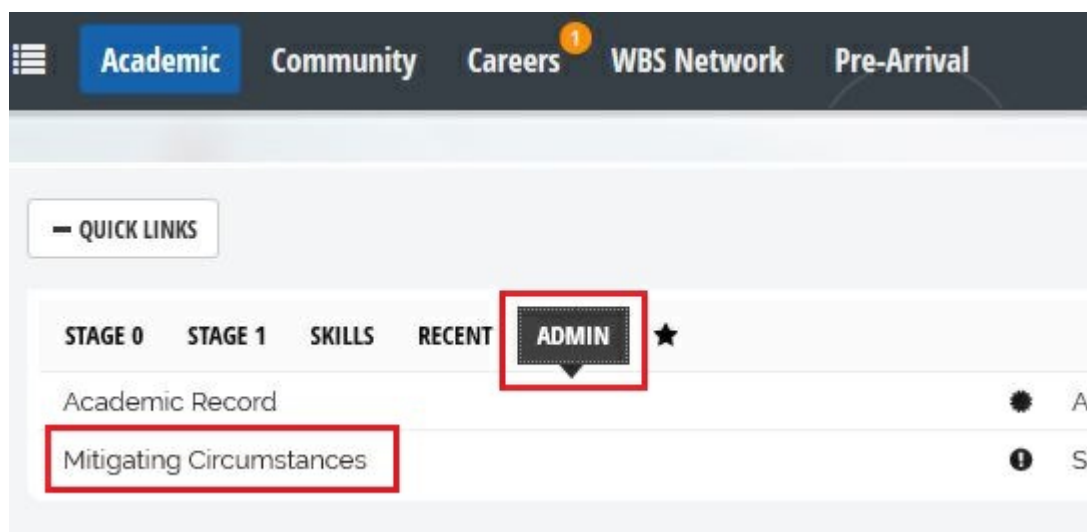 Academic Community Careers 1 WBS Network Pre-Arrival
QUICK LINKS
STAGE 0 STAGE 1 SKILLS RECENT ADMIN
Academic Record A
Mitigating Circumstances S